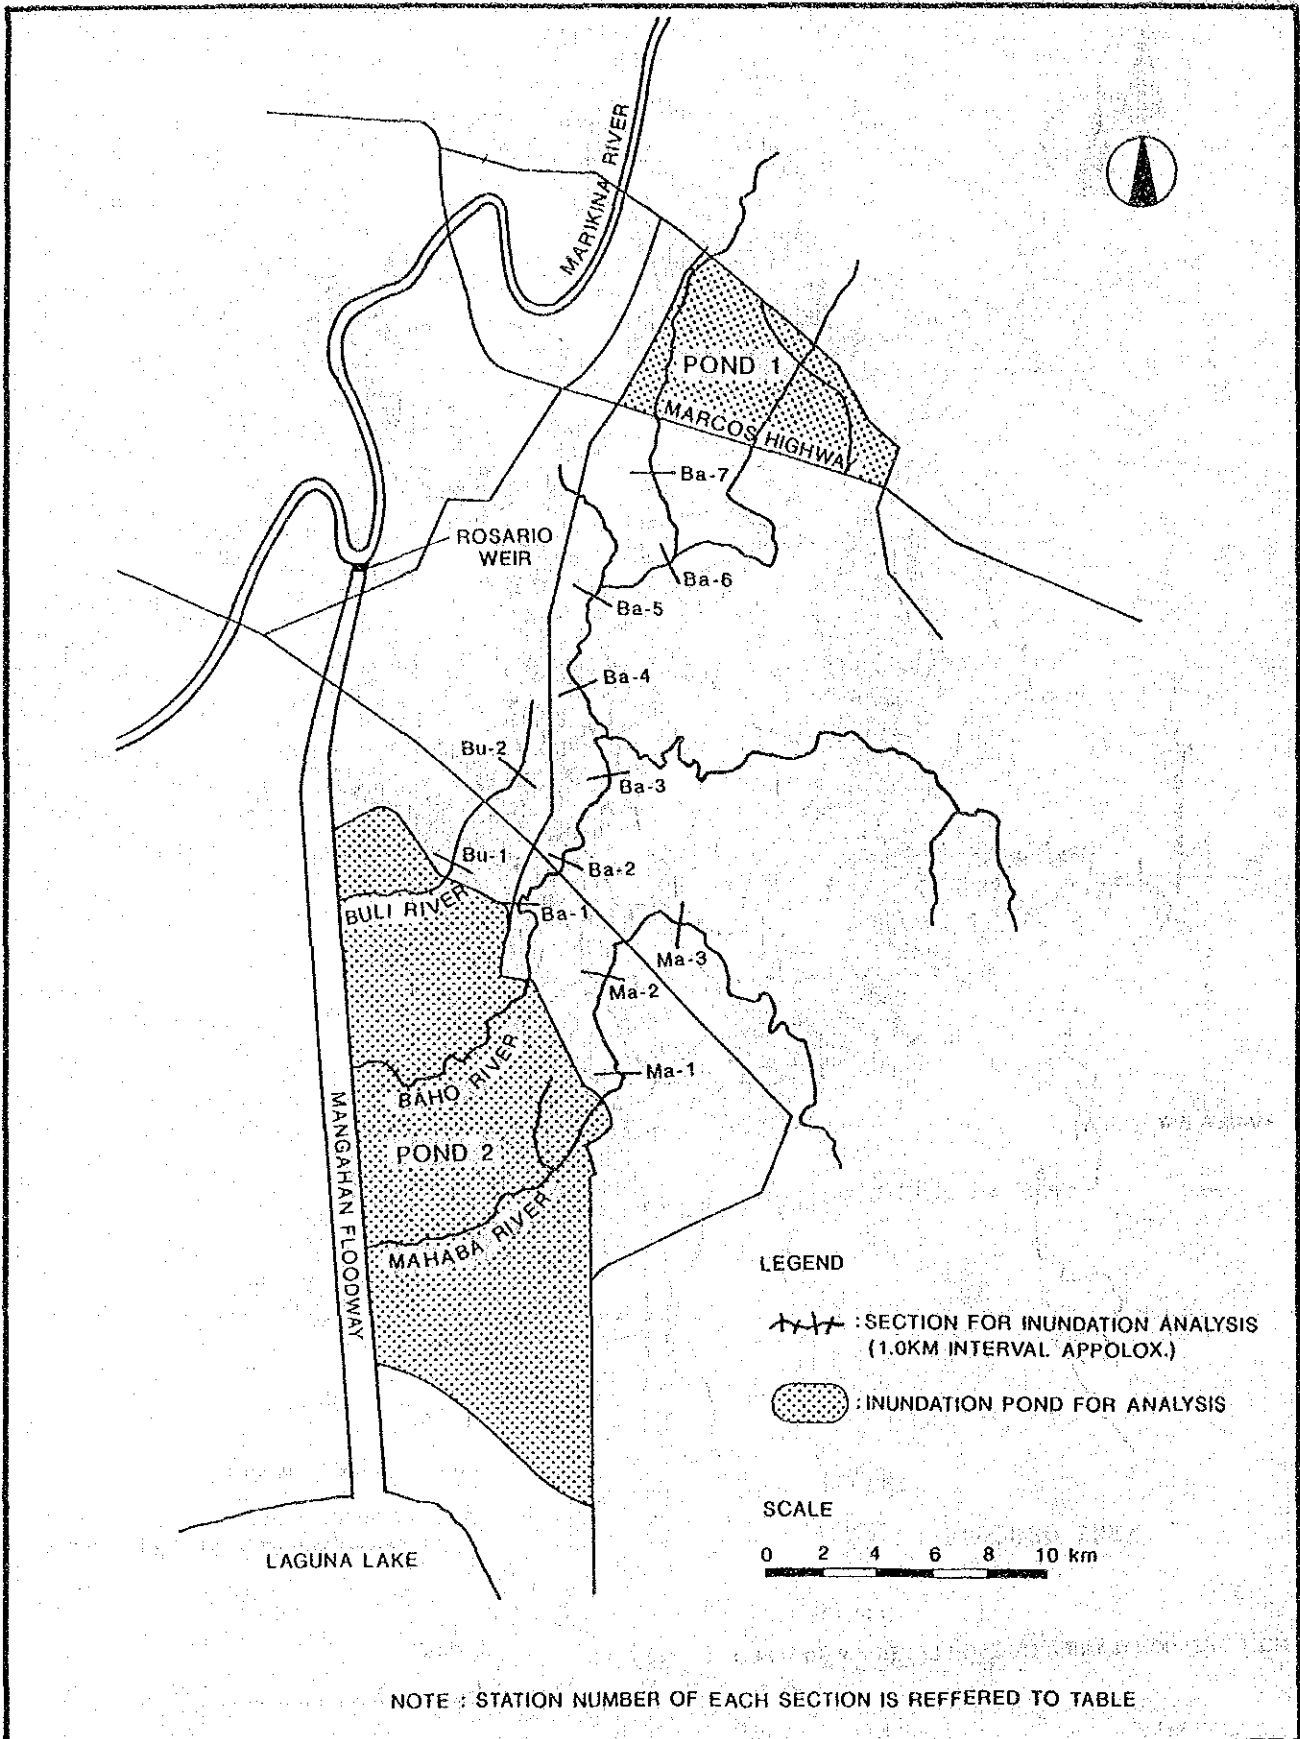 MARIKINA RIVER
POND 1
MARCOS HIGHWAY
Ba-7
ROSARIO
WEIR
Ba-6
Ba-5
Ba-4
Bu-2
Ba-3
Bu-1
Ba-2
BULI RIVER
Ba-1
Ma-3
Ma-2
BAHO RIVER
Ma-1
MANGAHAN FLOODWAY
POND 2
MAHABA RIVER
LEGEND
: SECTION FOR INUNDATION ANALYSIS
(1.0KM INTERVAL APPOLOX.)
: INUNDATION POND FOR ANALYSIS
SCALE
0 2 4 6 8 10 km
LAGUNA LAKE
NOTE : STATION NUMBER OF EACH SECTION IS REFFERED TO TABLE